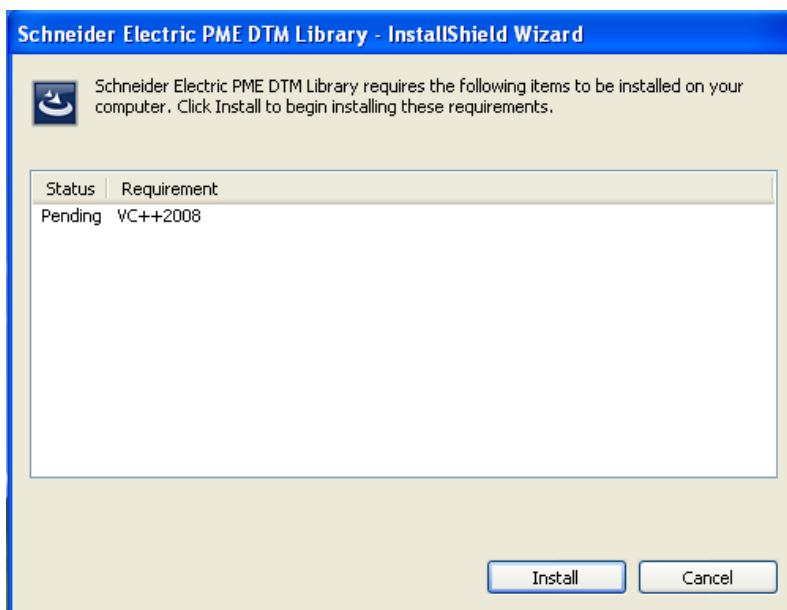 Schneider Electric PME DTM Library - InstallShield Wizard
Schneider Electric PME DTM Library requires the following items to be installed on your
computer. Click Install to begin installing these requirements.
Status Requirement
Pending VC++2008
Install Cancel